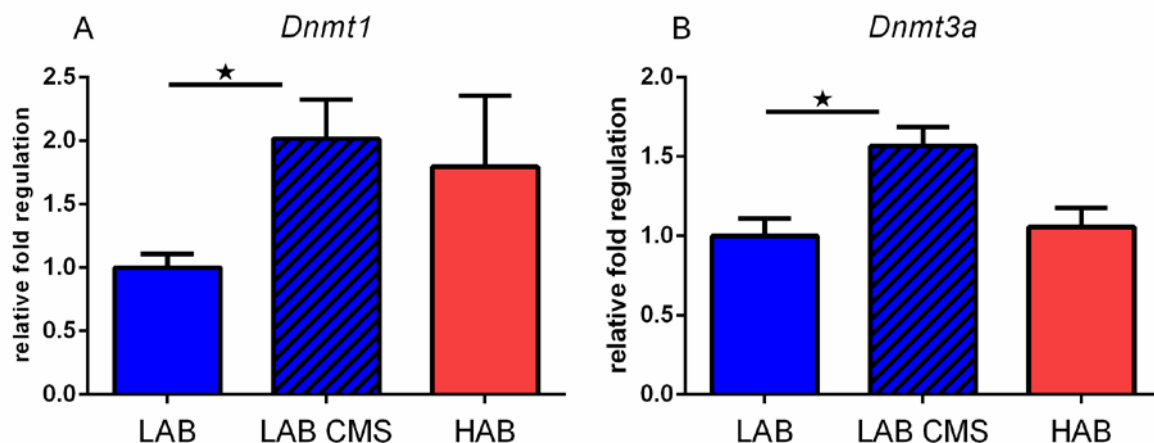 A
Dnmt1
★
relative fold regulation
2.5
2.0
1.5
1.0
0.5
0.0
LAB
LAB CMS
HAB
B
Dnmt3a
★
relative fold regulation
2.0
1.5
1.0
0.5
0.0
LAB
LAB CMS
HAB